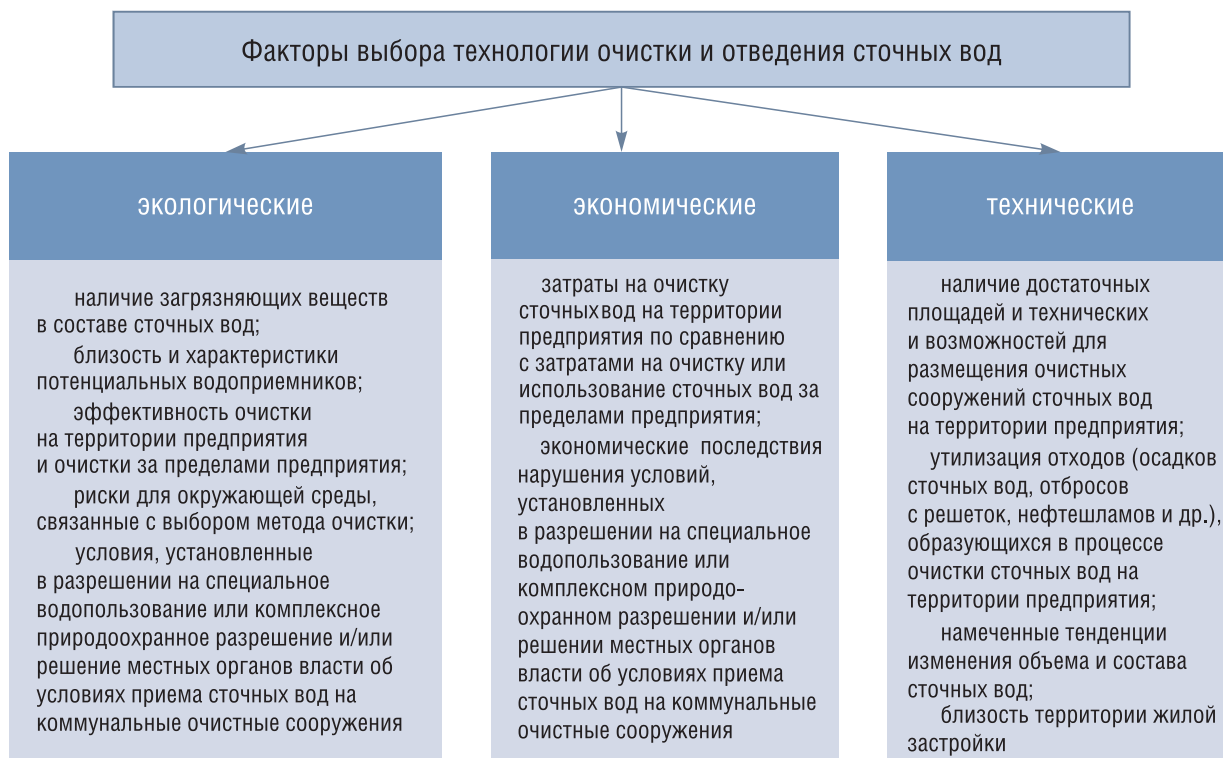 Факторы выбора технологии очистки и отведения сточных вод
экологические
наличие загрязняющих веществ
в составе сточных вод;
близость и характеристики
потенциальных водоприемников;
эффективность очистки
на территории предприятия
и очистки за пределами предприятия;
риски для окружающей среды,
связанные с выбором метода очистки;
условия, установленные
в разрешении на специальное
водопользование или комплексное
природоохранное разрешение и/или
решение местных органов власти об
условиях приема сточных вод на
коммунальные очистные сооружения
экономические
затраты на очистку
сточных вод на территории
предприятия по сравнению
с затратами на очистку или
использование сточных вод за
пределами предприятия;
экономические последствия
нарушения условий,
установленных
в разрешении на специальное
водопользование или
комплексном природо-
охранном разрешении и/или
решении местных органов
власти об условиях приема
сточных вод на коммунальные
очистные сооружения
технические
наличие достаточных
площадей и технических
и возможностей для
размещения очистных
сооружений сточных вод
на территории предприятия;
утилизация отходов (осадков
сточных вод, отбросов
с решеток, нефтешламов и др.),
образующихся в процессе
очистки сточных вод на
территории предприятия;
намеченные тенденции
изменения объема и состава
сточных вод;
близость территории жилой
застройки